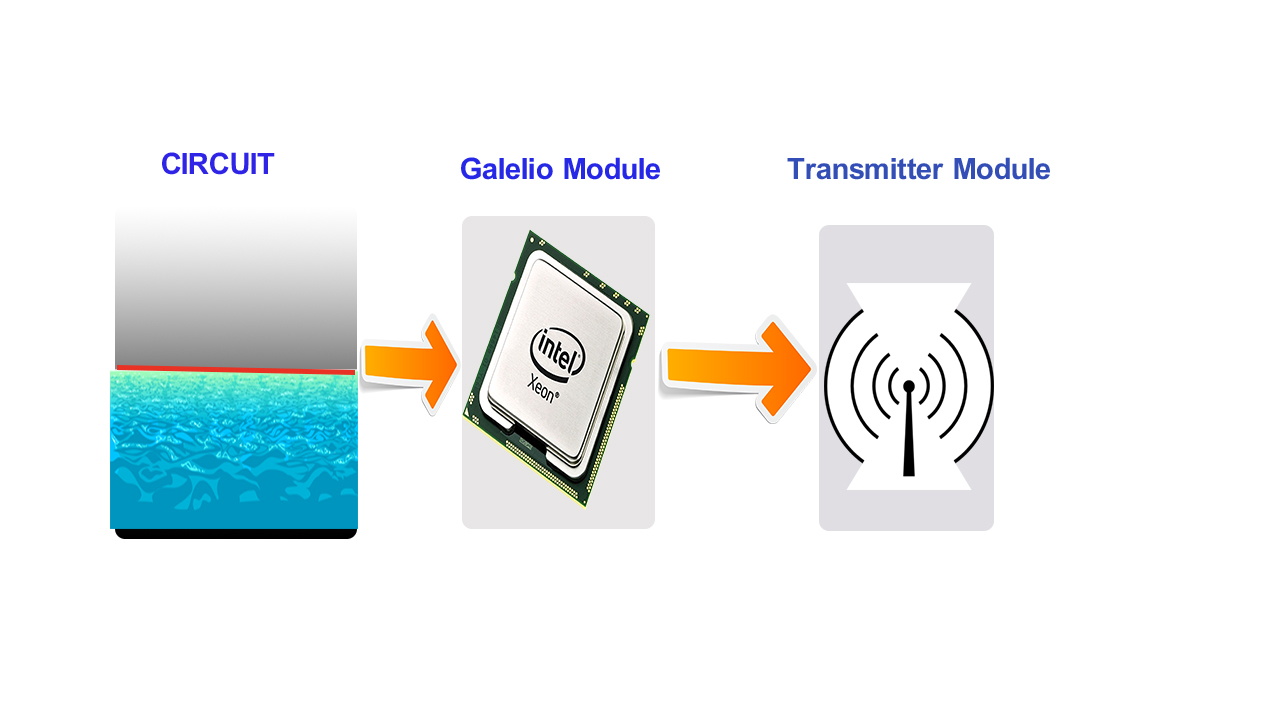 CIRCUIT
Galelio Module
Transmitter Module
intel
Xeon®